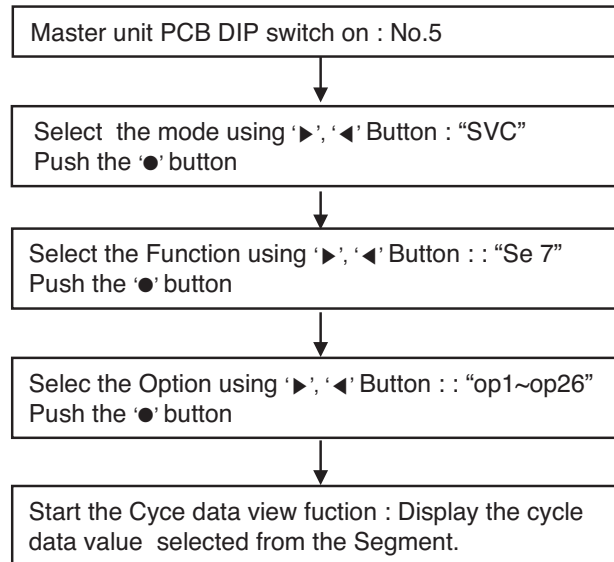 Master unit PCB DIP switch on : No.5
Select the mode using ‘▶’, ‘◀’ Button : “SVC”
Push the ‘●’ button
Select the Function using ‘▶’, ‘◀’ Button : : “Se 7”
Push the ‘●’ button
Selec the Option using ‘▶’, ‘◀’ Button : : “op1~op26”
Push the ‘●’ button
Start the Cyce data view fuction : Display the cycle
data value selected from the Segment.